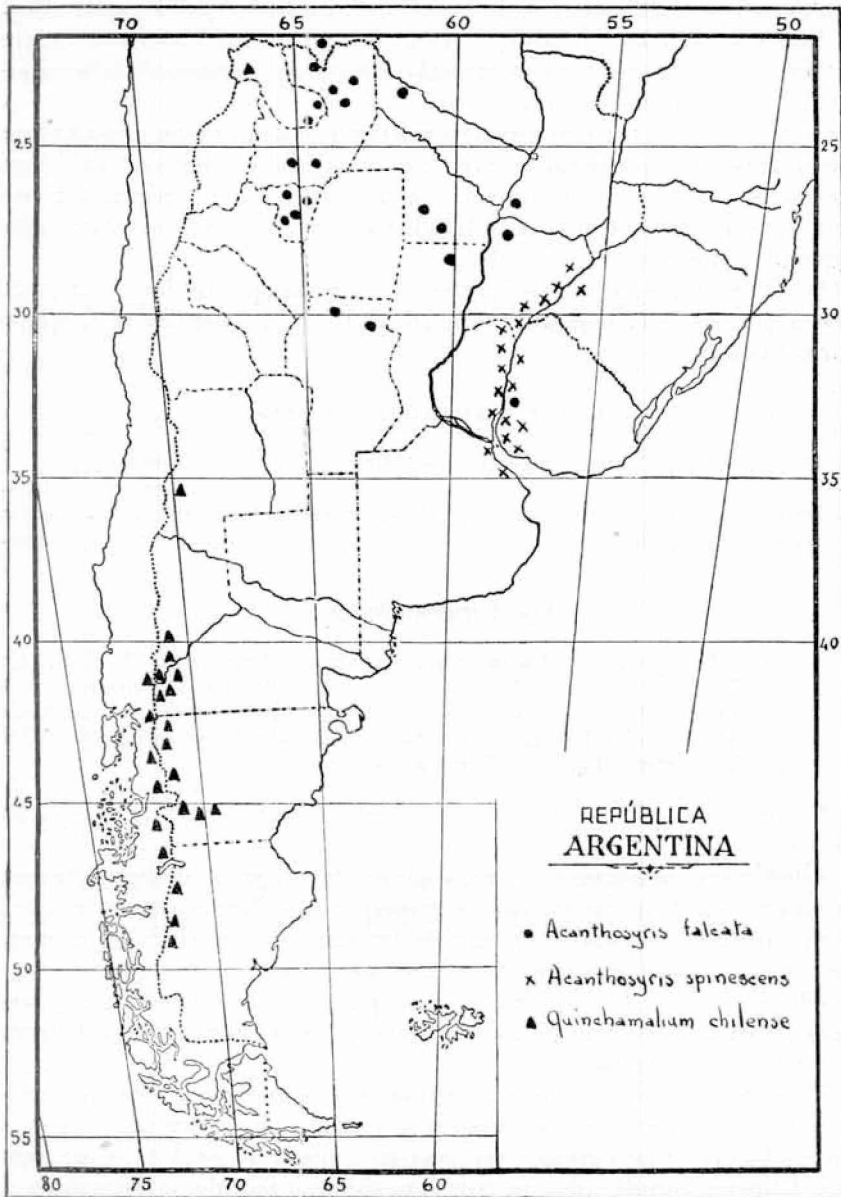 70 65 60 55 50
25 25
30 30
35 35
40 40
45
50
55
80 75 70 65 60
REPÚBLICA
ARGENTINA
Acanthosyris falcata
Acanthosyris spinescens
Quinchamalium chilense